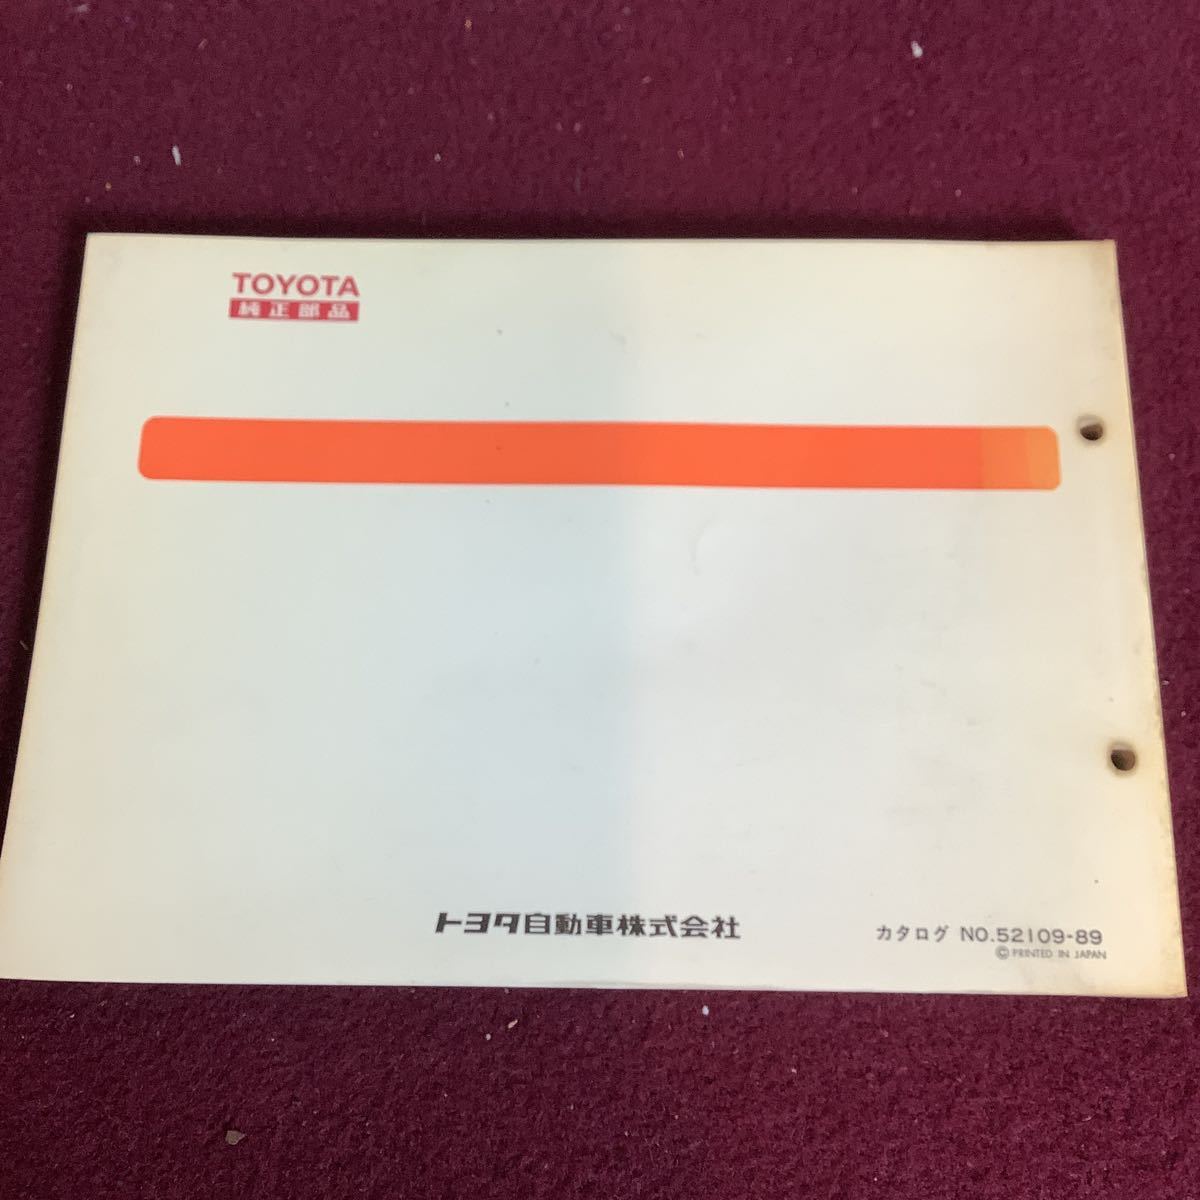 TOYOTA
純正部品
トヨタ自動車株式会社
カタログ NO.52109-89
© PRINTED IN JAPAN